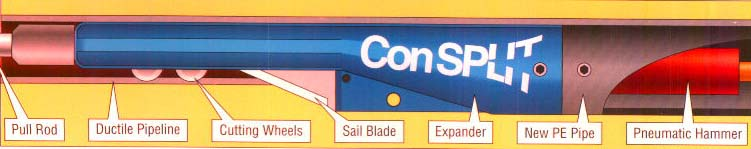 ConSPLIT
Pull Rod
Ductile Pipeline
Cutting Wheels
Sail Blade
Expander
New PE Pipe
Pneumatic Hammer